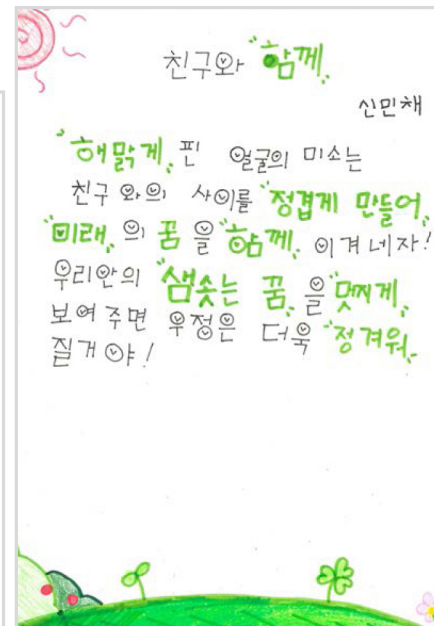 친구와 "함께"
신민채
"해맑게" 핀 얼굴의 미소는
친구 와의 사이를 "정겹게 만들어"
"미래" 의 꿈 을 "함께" 이겨 네자!
우리안의 "샘솟는 꿈" 을 "멋찌게"
보여 주면 우정은 더욱 "정겨워"
질거야!